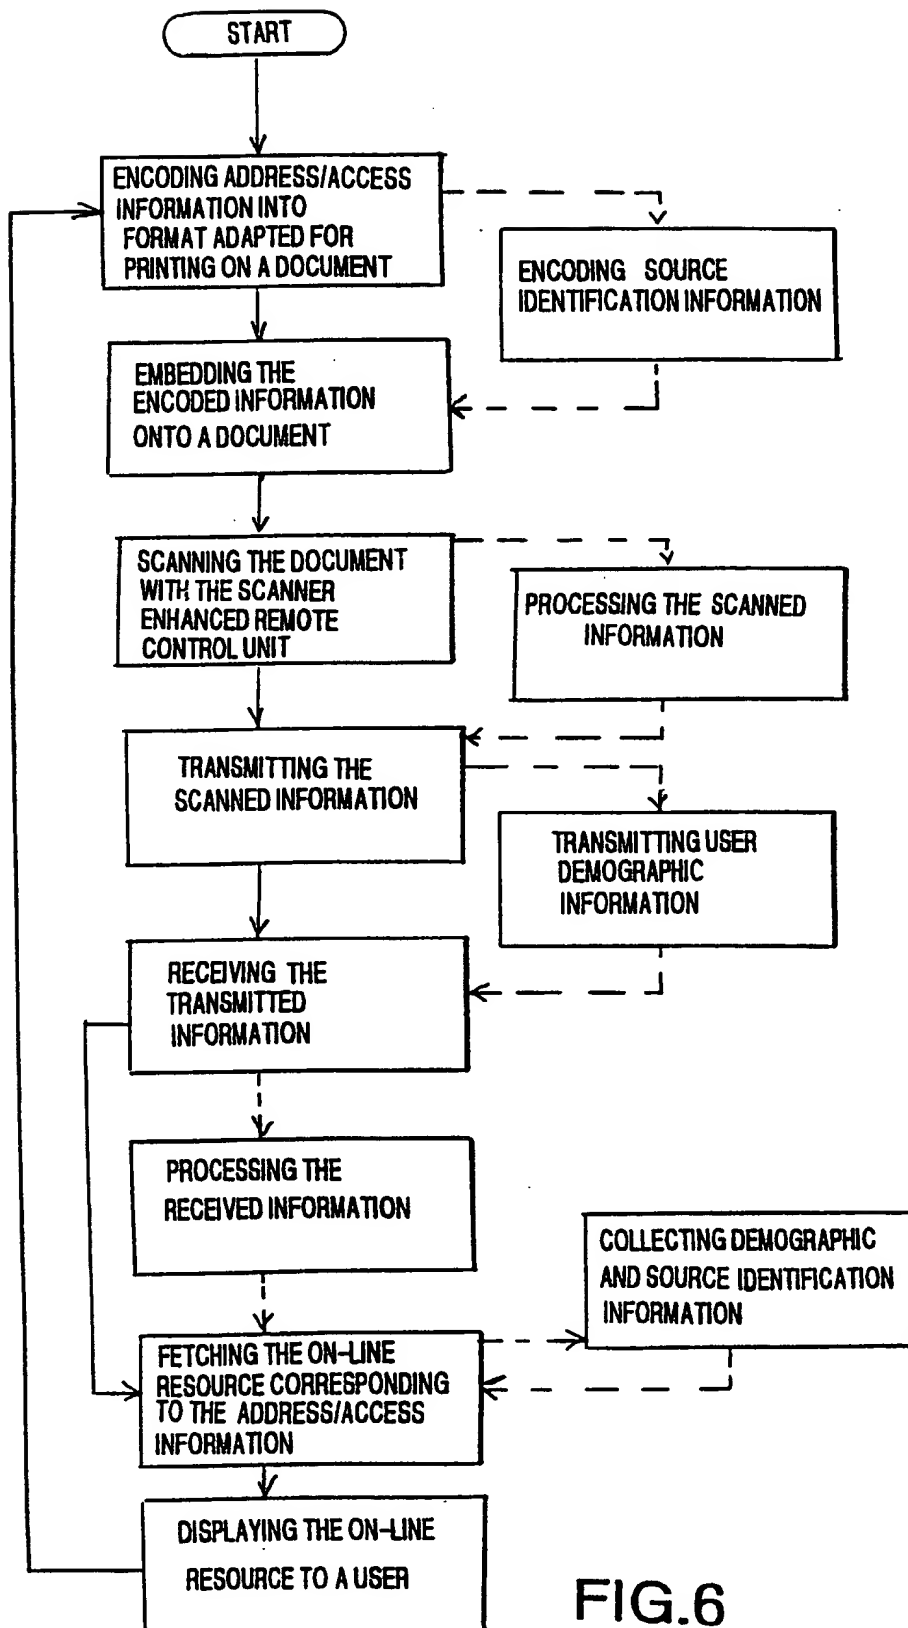 START
ENCODING ADDRESS/ACCESS
INFORMATION INTO
FORMAT ADAPTED FOR
PRINTING ON A DOCUMENT
ENCODING SOURCE
IDENTIFICATION INFORMATION
EMBEDDING THE
ENCODED INFORMATION
ONTO A DOCUMENT
SCANNING THE DOCUMENT
WITH THE SCANNER
ENHANCED REMOTE
CONTROL UNIT
PROCESSING THE SCANNED
INFORMATION
TRANSMITTING THE
SCANNED INFORMATION
TRANSMITTING USER
DEMOGRAPHIC
INFORMATION
RECEIVING THE
TRANSMITTED
INFORMATION
PROCESSING THE
RECEIVED INFORMATION
COLLECTING DEMOGRAPHIC
AND SOURCE IDENTIFICATION
INFORMATION
FETCHING THE ON-LINE
RESOURCE CORRESPONDING
TO THE ADDRESS/ACCESS
INFORMATION
DISPLAYING THE ON-LINE
RESOURCE TO A USER
FIG.6